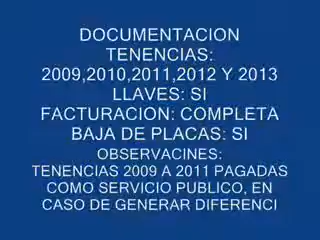 DOCUMENTACION
TENENCIAS:
2009,2010,2011,2012 Y 2013
LLAVES: SI
FACTURACION: COMPLETA
BAJA DE PLACAS: SI
OBSERVACINES:
TENENCIAS 2009 A 2011 PAGADAS
COMO SERVICIO PUBLICO, EN
CASO DE GENERAR DIFERENCI